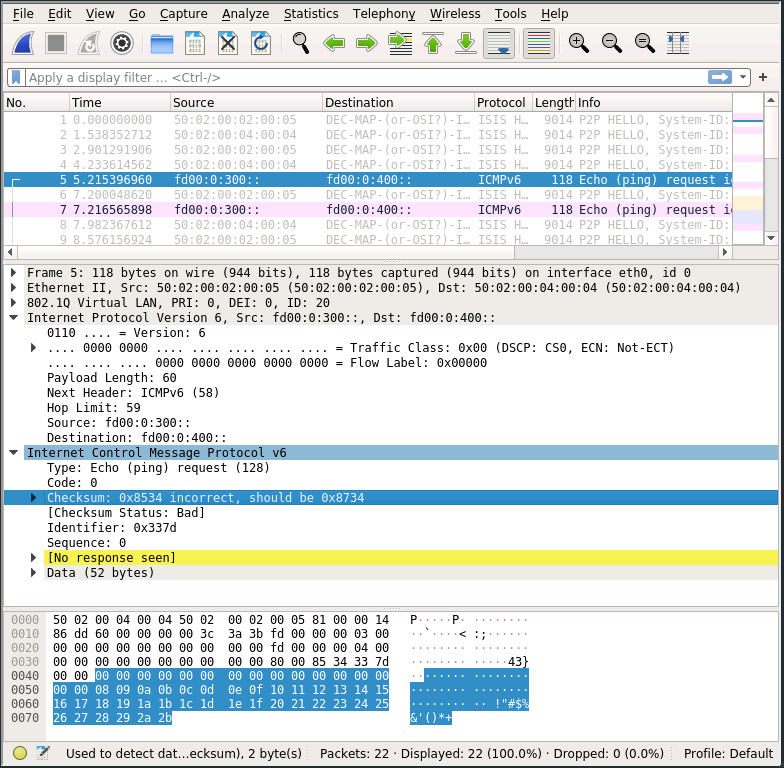 File Edit View Go Capture Analyze Statistics Telephony Wireless Tools Help
Apply a display filter … <Ctrl-/>
No. Time Source Destination Protocol Length Info
1 0.000000000 50:02:00:02:00:05 DEC-MAP-(or-OSI?)-I… ISIS H… 9014 P2P HELLO, System-ID:
2 1.538352712 50:02:00:04:00:04 DEC-MAP-(or-OSI?)-I… ISIS H… 9014 P2P HELLO, System-ID:
3 2.901291906 50:02:00:02:00:05 DEC-MAP-(or-OSI?)-I… ISIS H… 9014 P2P HELLO, System-ID:
4 4.233614562 50:02:00:04:00:04 DEC-MAP-(or-OSI?)-I… ISIS H… 9014 P2P HELLO, System-ID:
5 5.215396960 fd00:0:300:: fd00:0:400:: ICMPv6 118 Echo (ping) request i
6 7.200048620 50:02:00:02:00:05 DEC-MAP-(or-OSI?)-I… ISIS H… 9014 P2P HELLO, System-ID:
7 7.216565898 fd00:0:300:: fd00:0:400:: ICMPv6 118 Echo (ping) request i
8 7.982367612 50:02:00:04:00:04 DEC-MAP-(or-OSI?)-I… ISIS H… 9014 P2P HELLO, System-ID:
9 8.576156924 50:02:00:02:00:05 DEC-MAP-(or-OSI?)-I… ISIS H… 9014 P2P HELLO, System-ID:
Frame 5: 118 bytes on wire (944 bits), 118 bytes captured (944 bits) on interface eth0, id 0
Ethernet II, Src: 50:02:00:02:00:05 (50:02:00:02:00:05), Dst: 50:02:00:04:00:04 (50:02:00:04:00:04)
802.1Q Virtual LAN, PRI: 0, DEI: 0, ID: 20
Internet Protocol Version 6, Src: fd00:0:300::, Dst: fd00:0:400::
0110 .... = Version: 6
.... 0000 0000 .... .... .... .... .... = Traffic Class: 0x00 (DSCP: CS0, ECN: Not-ECT)
.... .... .... 0000 0000 0000 0000 0000 = Flow Label: 0x00000
Payload Length: 60
Next Header: ICMPv6 (58)
Hop Limit: 59
Source: fd00:0:300::
Destination: fd00:0:400::
Internet Control Message Protocol v6
Type: Echo (ping) request (128)
Code: 0
Checksum: 0x8534 incorrect, should be 0x8734
[Checksum Status: Bad]
Identifier: 0x337d
Sequence: 0
[No response seen]
Data (52 bytes)
0000 50 02 00 04 00 04 50 02 00 02 00 05 81 00 00 14 P·····P· ········
0010 86 dd 60 00 00 00 00 3c 3a 3b fd 00 00 00 03 00 ··`····< :;······
0020 00 00 00 00 00 00 00 00 00 00 fd 00 00 00 04 00 ········ ········
0030 00 00 00 00 00 00 00 00 00 00 80 00 85 34 33 7d ········ ·····43}
0040 00 00 00 00 00 00 00 00 00 00 00 00 00 00 00 00 ········ ········
0050 00 00 08 09 0a 0b 0c 0d 0e 0f 10 11 12 13 14 15 ········ ········
0060 16 17 18 19 1a 1b 1c 1d 1e 1f 20 21 22 23 24 25 ········ ·· !"#$%
0070 26 27 28 29 2a 2b &'()*+
Used to detect dat…ecksum), 2 byte(s) Packets: 22 · Displayed: 22 (100.0%) · Dropped: 0 (0.0%) Profile: Default